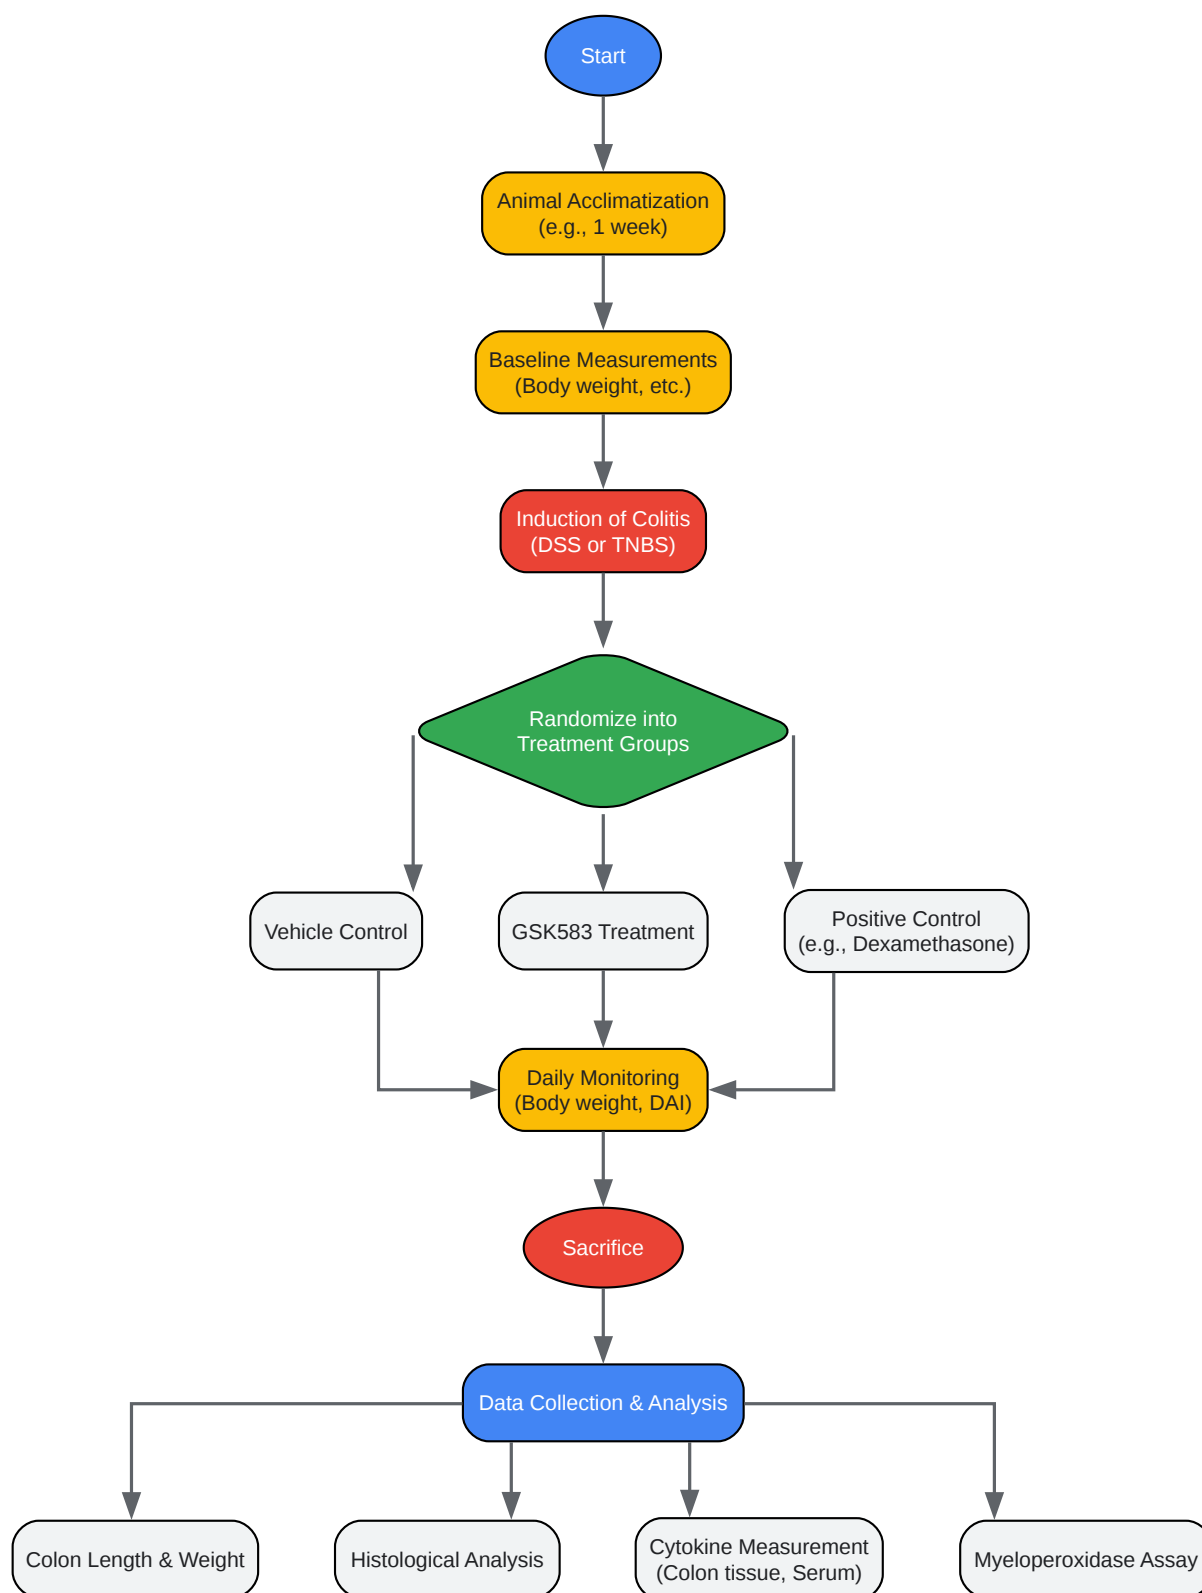 Start
Animal Acclimatization
(e.g., 1 week)
Baseline Measurements
(Body weight, etc.)
Induction of Colitis
(DSS or TNBS)
Randomize into
Treatment Groups
Vehicle Control
GSK583 Treatment
Positive Control
(e.g., Dexamethasone)
Daily Monitoring
(Body weight, DAI)
Sacrifice
Data Collection & Analysis
Colon Length & Weight
Histological Analysis
Cytokine Measurement
(Colon tissue, Serum)
Myeloperoxidase Assay